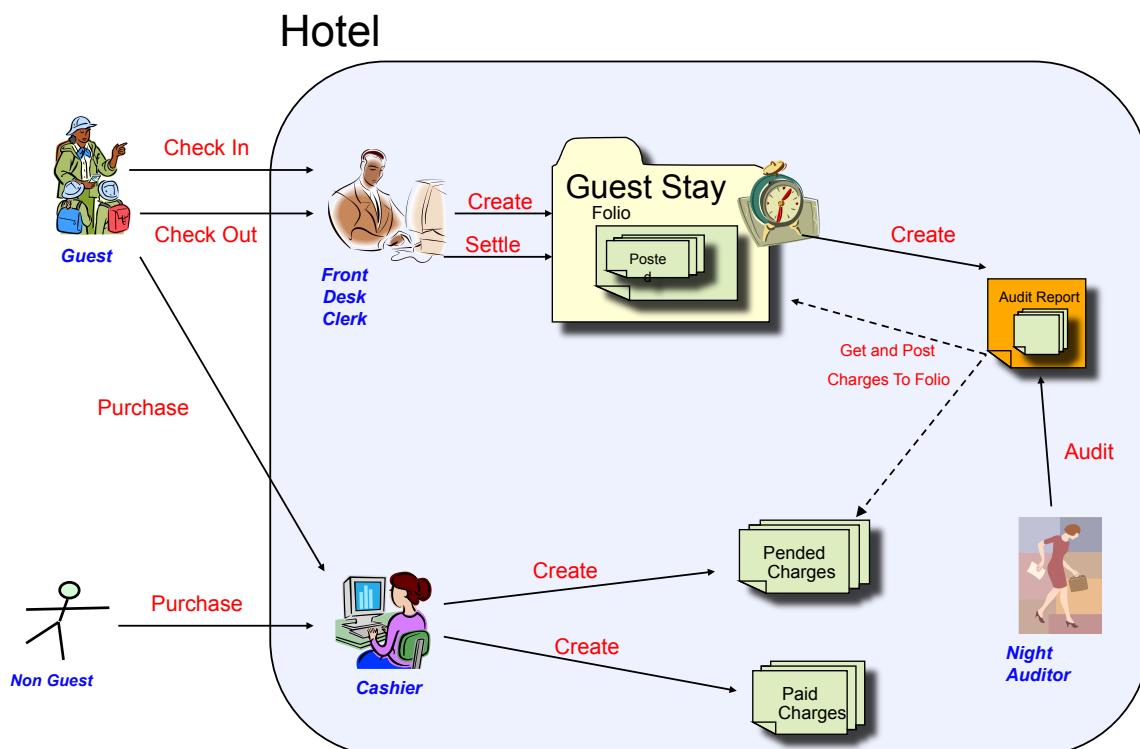 Hotel
Check In
Guest Stay
Folio
Create
Check Out
Create
Guest
Settle
Poste
d
Front
Desk
Clerk
Audit Report
Get and Post
Charges To Folio
Purchase
Audit
Pended
Charges
Create
Purchase
Create
Night
Auditor
Non Guest
Cashier
Paid
Charges